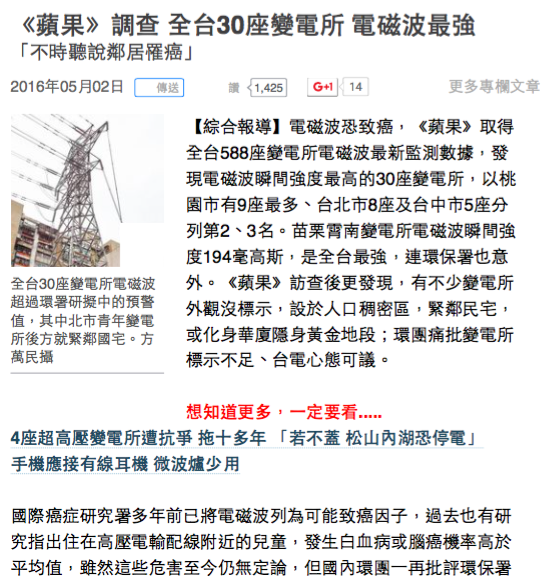 《蘋果》調查 全台30座變電所 電磁波最強
「不時聽說鄰居罹癌」
2016年05月02日
傳送
讚
1,425
G+1
14
更多專欄文章
【綜合報導】電磁波恐致癌，《蘋果》取得
全台588座變電所電磁波最新監測數據，發
現電磁波瞬間強度最高的30座變電所，以桃
園市有9座最多、台北市8座及台中市5座分
列第2、3名。苗栗霄南變電所電磁波瞬間強
度194毫高斯，是全台最強，連環保署也意
外。《蘋果》訪查後更發現，有不少變電所
外觀沒標示，設於人口稠密區，緊鄰民宅，
或化身華廈隱身黃金地段；環團痛批變電所
標示不足、台電心態可議。
全台30座變電所電磁波
超過環署研擬中的預警
值，其中北市青年變電
所後方就緊鄰國宅。方
萬民攝
想知道更多，一定要看.....
4座超高壓變電所遭抗爭 拖十多年 「若不蓋 松山內湖恐停電」
手機應接有線耳機 微波爐少用
國際癌症研究署多年前已將電磁波列為可能致癌因子，過去也有研
究指出住在高壓電輸配線附近的兒童，發生白血病或腦癌機率高於
平均值，雖然這些危害至今仍無定論，但國內環團一再批評環保署